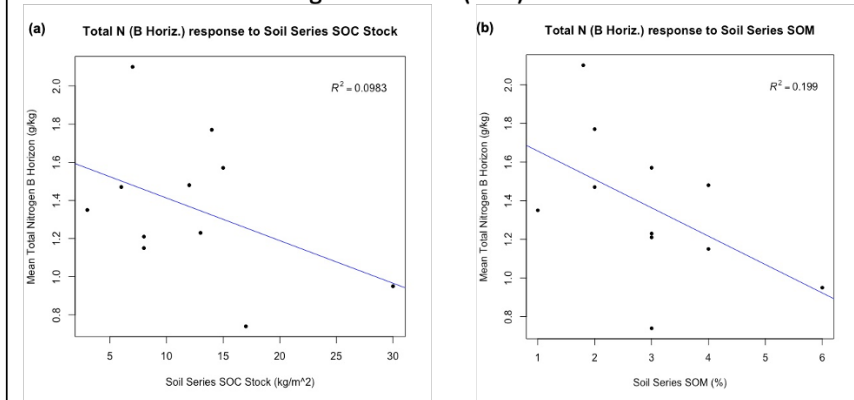 (a) Total N (B Horiz.) response to Soil Series SOC Stock
R² = 0.0983
Mean Total Nitrogen B Horizon (g/kg)
2.0
1.8
1.6
1.4
1.2
1.0
0.8
5 10 15 20 25 30
Soil Series SOC Stock (kg/m^2)
(b) Total N (B Horiz.) response to Soil Series SOM
R² = 0.199
Mean Total Nitrogen B Horizon (g/kg)
2.0
1.8
1.6
1.4
1.2
1.0
0.8
1 2 3 4 5 6
Soil Series SOM (%)